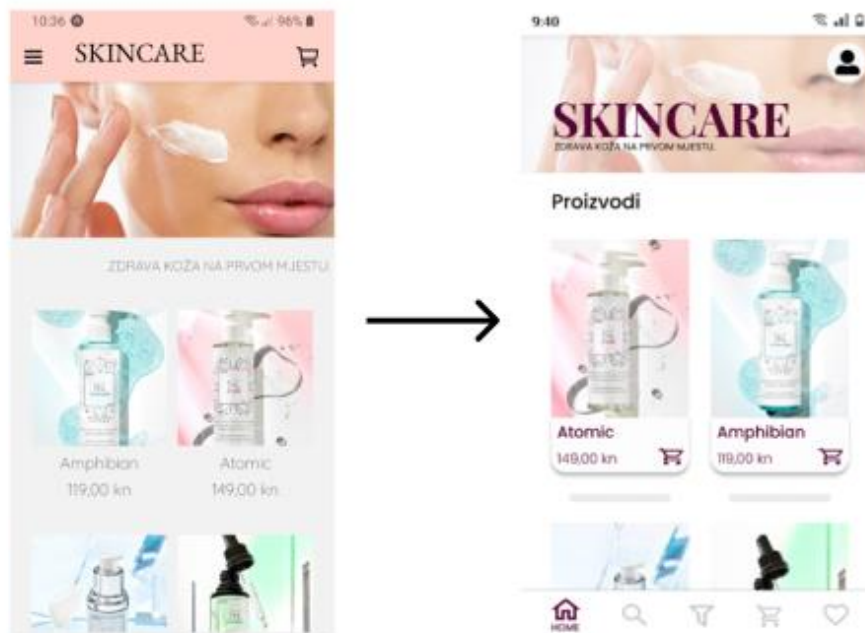 10:36
96%
SKINCARE
ZDRAVA KOŽA NA PRVOM MJESTU
Amphibian
119,00 kn
Atomic
149,00 kn
9:40
SKINCARE
ZDRAVA KOŽA NA PRVOM MJESTU.
Proizvodi
Atomic
149,00 kn
Amphibian
119,00 kn
HOME